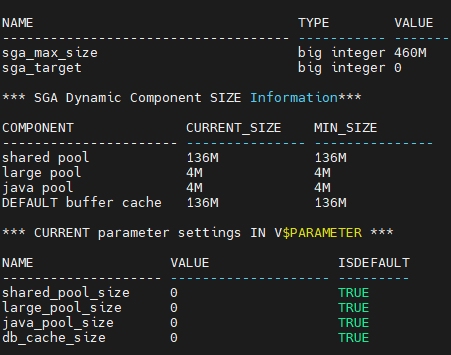 NAME TYPE VALUE
------------------------------------ ----------- -------
sga_max_size big integer 460M
sga_target big integer 0
*** SGA Dynamic Component SIZE Information***
COMPONENT CURRENT_SIZE MIN_SIZE
---------------------- --------------- ---------------
shared pool 136M 136M
large pool 4M 4M
java pool 4M 4M
DEFAULT buffer cache 136M 136M
*** CURRENT parameter settings IN V$PARAMETER ***
NAME VALUE ISDEFAULT
-------------------- -------------------- ---------
shared_pool_size 0 TRUE
large_pool_size 0 TRUE
java_pool_size 0 TRUE
db_cache_size 0 TRUE